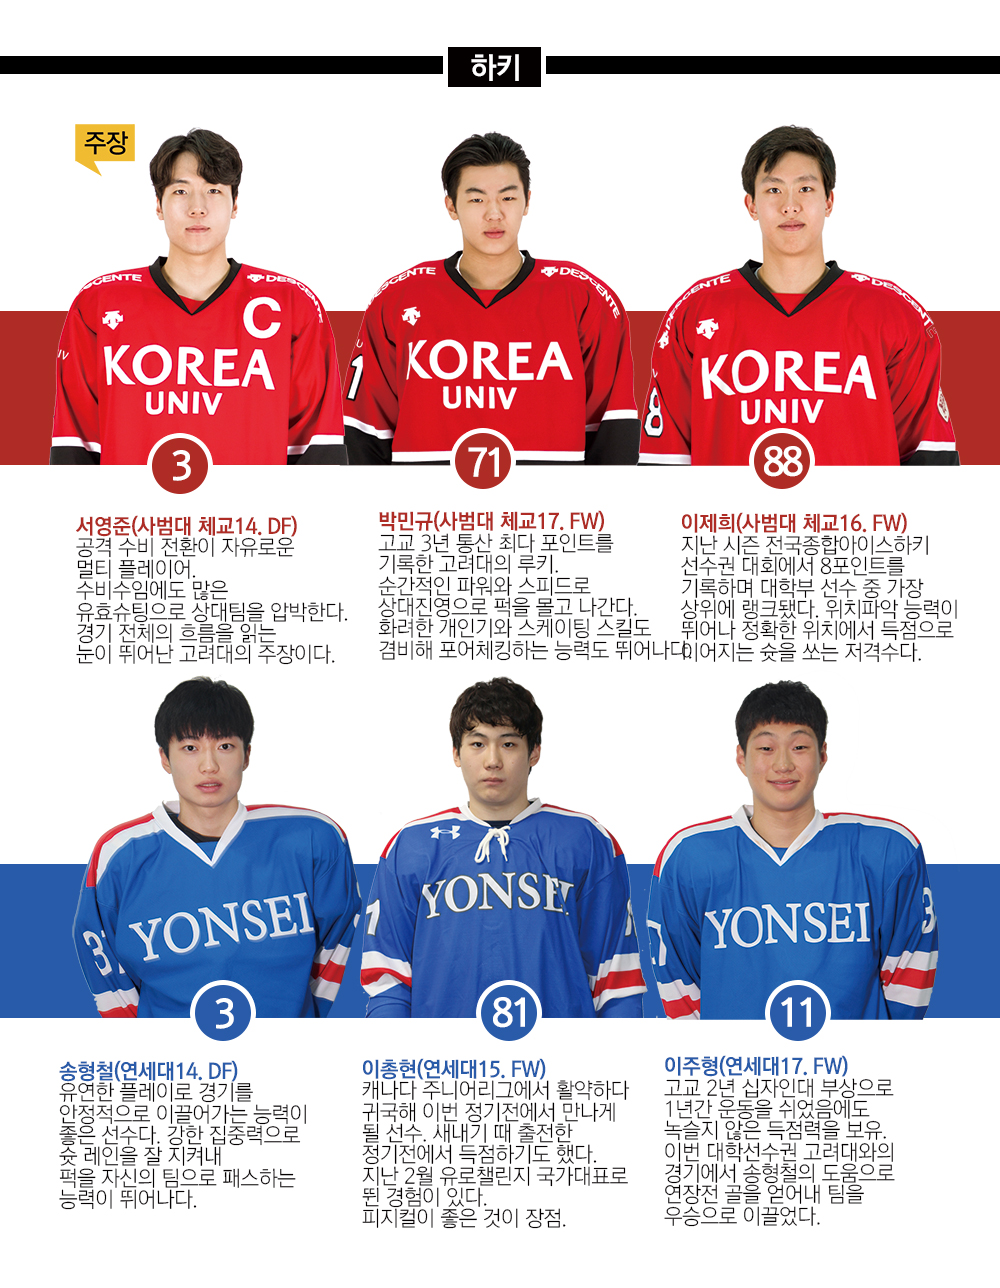 하키
주장
DESCENTE
DESCENTE
C
KOREA
UNIV
DESCENTE
DESCENTE
1
KOREA
UNIV
DESCENTE
DESCENTE
8
KOREA
UNIV
3
71
88
서영준(사범대 체교14. DF)
공격 수비 전환이 자유로운
멀티 플레이어.
수비수임에도 많은
유효슈팅으로 상대팀을 압박한다.
경기 전체의 흐름을 읽는
눈이 뛰어난 고려대의 주장이다.
박민규(사범대 체교17. FW)
고교 3년 통산 최다 포인트를
기록한 고려대의 루키.
순간적인 파워와 스피드로
상대진영으로 퍽을 몰고 나간다.
화려한 개인기와 스케이팅 스킬도
겸비해 포어체킹하는 능력도 뛰어나다.
이제희(사범대 체교16. FW)
지난 시즌 전국종합아이스하키
선수권 대회에서 8포인트를
기록하며 대학부 선수 중 가장
상위에 랭크됐다. 위치파악 능력이
뛰어나 정확한 위치에서 득점으로
이어지는 슛을 쏘는 저격수다.
YONSEI
37
YONSEI
1
YONSEI
7
3
3
81
11
송형철(연세대14. DF)
유연한 플레이로 경기를
안정적으로 이끌어가는 능력이
좋은 선수다. 강한 집중력으로
슛 레인을 잘 지켜내
퍽을 자신의 팀으로 패스하는
능력이 뛰어나다.
이총현(연세대15. FW)
캐나다 주니어리그에서 활약하다
귀국해 이번 정기전에서 만나게
될 선수. 새내기 때 출전한
정기전에서 득점하기도 했다.
지난 2월 유로챌린지 국가대표로
뛴 경험이 있다.
피지컬이 좋은 것이 장점.
이주형(연세대17. FW)
고교 2년 십자인대 부상으로
1년간 운동을 쉬었음에도
녹슬지 않은 득점력을 보유.
이번 대학선수권 고려대와의
경기에서 송형철의 도움으로
연장전 골을 얻어내 팀을
우승으로 이끌었다.